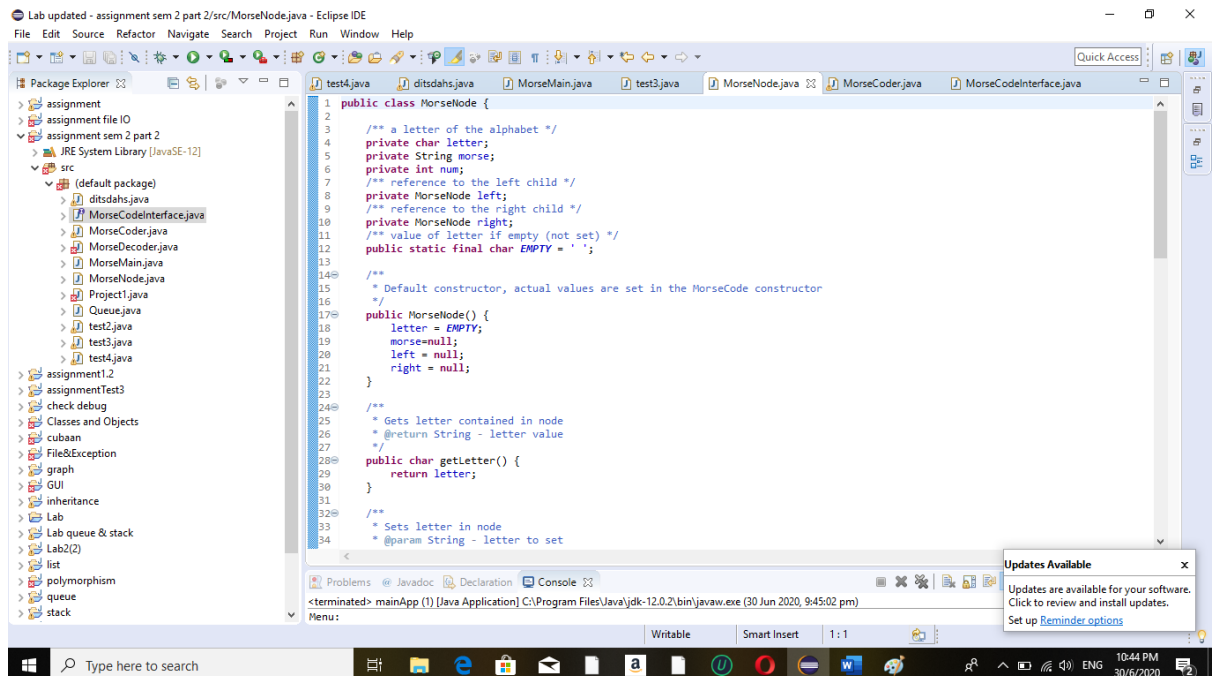 Lab updated - assignment sem 2 part 2/src/MorseNode.java - Eclipse IDE
File Edit Source Refactor Navigate Search Project Run Window Help
Quick Access
Package Explorer
test4.java ditsdahs.java MorseMain.java test3.java MorseNode.java MorseCoder.java MorseCodeInterface.java
assignment
assignment file IO
assignment sem 2 part 2
JRE System Library [JavaSE-12]
src
(default package)
ditsdahs.java
MorseCodeInterface.java
MorseCoder.java
MorseDecoder.java
MorseMain.java
MorseNode.java
Project1.java
Queue.java
test2.java
test3.java
test4.java
assignment1.2
assignmentTest3
check debug
Classes and Objects
cubaan
File&Exception
graph
GUI
inheritance
Lab
Lab queue & stack
Lab2(2)
list
polymorphism
queue
stack
1 public class MorseNode {
2
3 /** a letter of the alphabet */
4 private char letter;
5 private String morse;
6 private int num;
7 /** reference to the left child */
8 private MorseNode left;
9 /** reference to the right child */
10 private MorseNode right;
11 /** value of letter if empty (not set) */
12 public static final char EMPTY = ' ';
13
14 /**
15 * Default constructor, actual values are set in the MorseCode constructor
16 */
17 public MorseNode() {
18 letter = EMPTY;
19 morse=null;
20 left = null;
21 right = null;
22 }
23
24 /**
25 * Gets letter contained in node
26 * @return String - letter value
27 */
28 public char getLetter() {
29 return letter;
30 }
31
32 /**
33 * Sets letter in node
34 * @param String - letter to set
Problems @ Javadoc Declaration Console
<terminated> mainApp (1) [Java Application] C:\Program Files\Java\jdk-12.0.2\bin\javaw.exe (30 Jun 2020, 9:45:02 pm)
Menu:
Updates Available x
Updates are available for your software.
Click to review and install updates.
Set up Reminder options
Writable Smart Insert 1 : 1
Type here to search
ENG
10:44 PM
30/6/2020